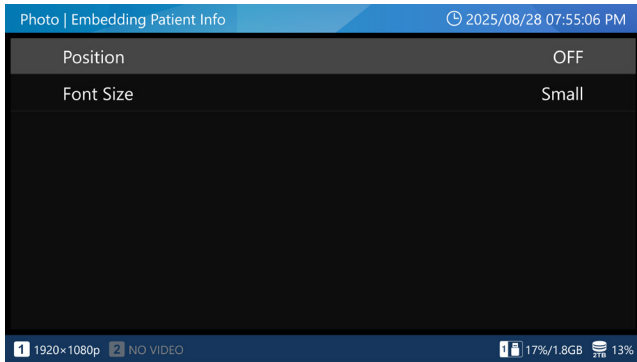 Photo | Embedding Patient Info 2025/08/28 07:55:06 PM
Position OFF
Font Size Small
1 1920×1080p 2 NO VIDEO 1 17%/1.8GB 2TB 13%